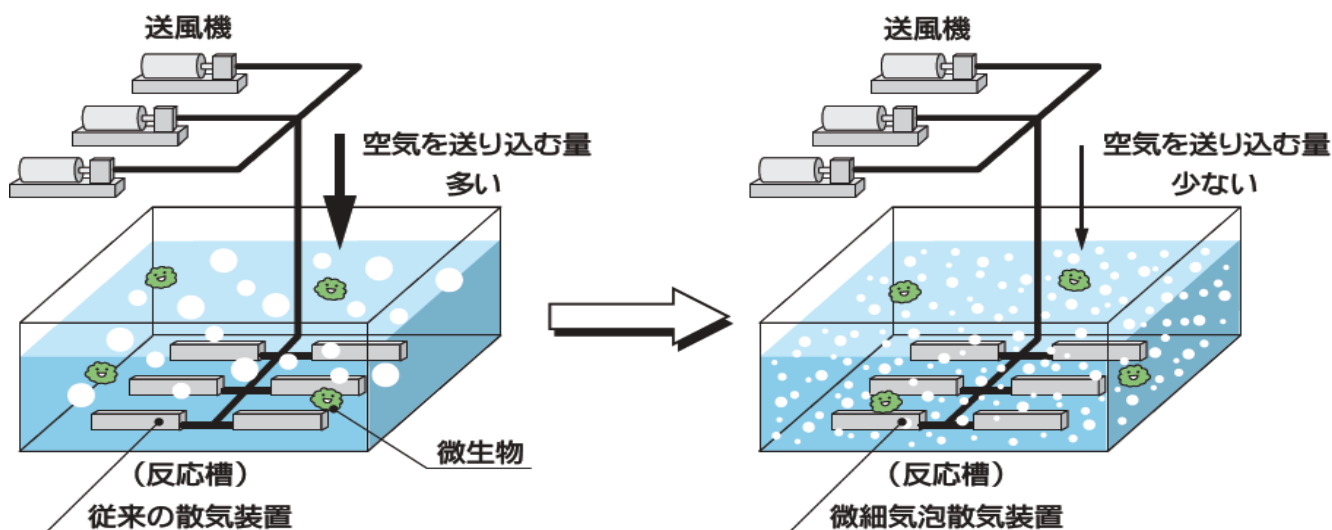 送風機
空気を送り込む量
多い
微生物
（反応槽）
従来の散気装置
送風機
空気を送り込む量
少ない
（反応槽）
微細気泡散気装置